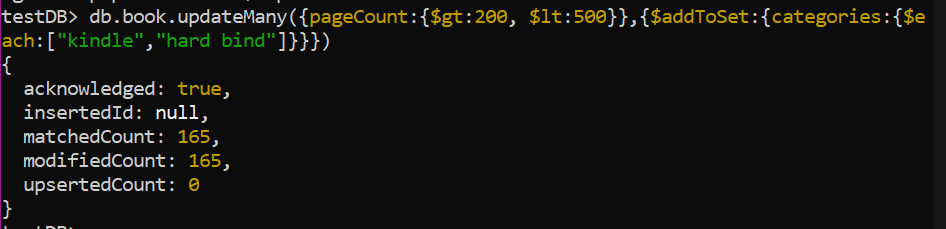 testDB> db.book.updateMany({pageCount:{$gt:200, $lt:500}},{$addToSet:{categories:{$e
ach:["kindle","hard bind"]}}})
{
  acknowledged: true,
  insertedId: null,
  matchedCount: 165,
  modifiedCount: 165,
  upsertedCount: 0
}